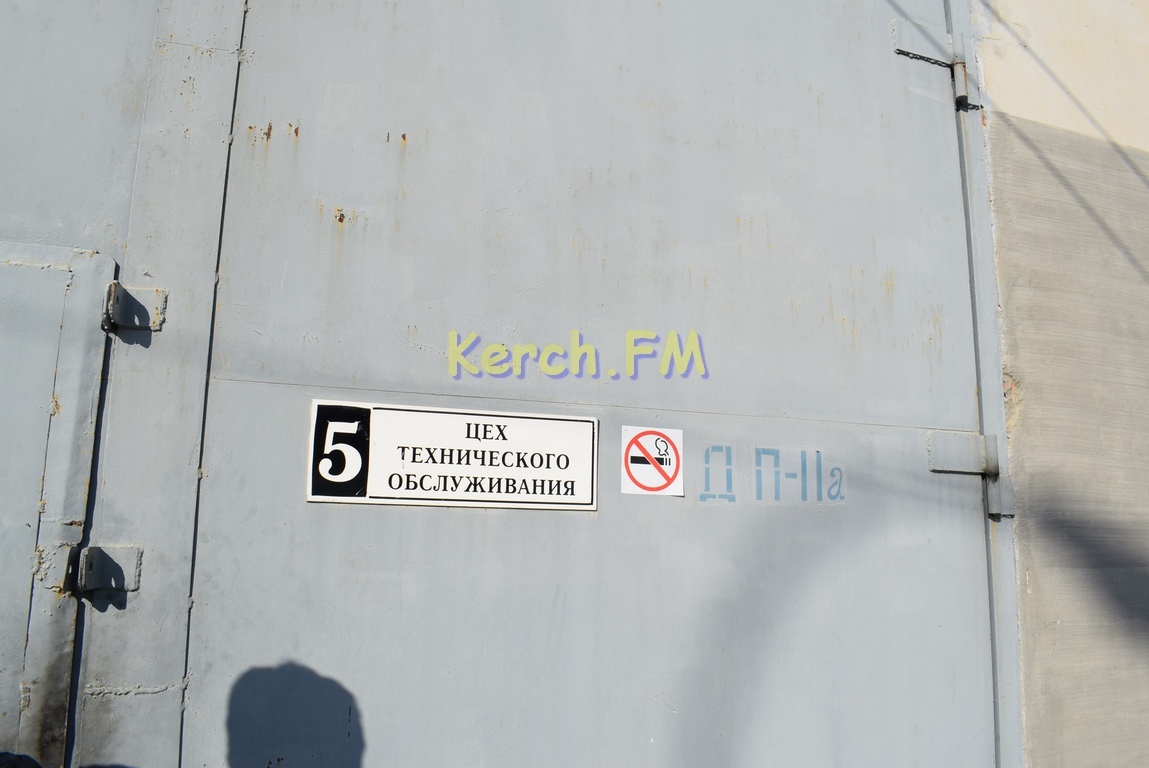 Kerch.FM
5
ЦЕХ
ТЕХНИЧЕСКОГО
ОБСЛУЖИВАНИЯ
Д П-IIа